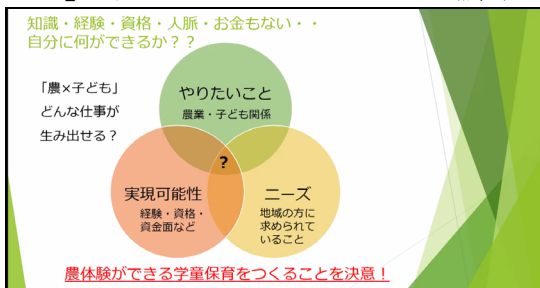 知識・経験・資格・人脈・お金もない・・
自分に何ができるか？？
「農×子ども」
どんな仕事が
生み出せる？
やりたいこと
農業・子ども関係
?
実現可能性
経験・資格・
資金面など
ニーズ
地域の方に
求められて
いること
農体験ができる学童保育をつくることを決意！